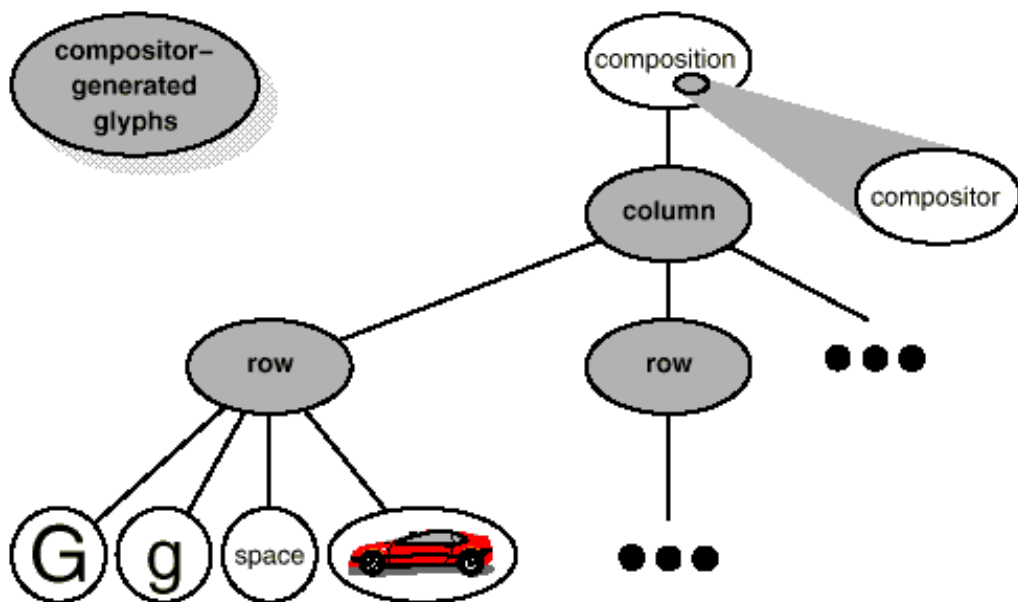 compositor–
generated
glyphs
composition
compositor
column
row
row
G
g
space